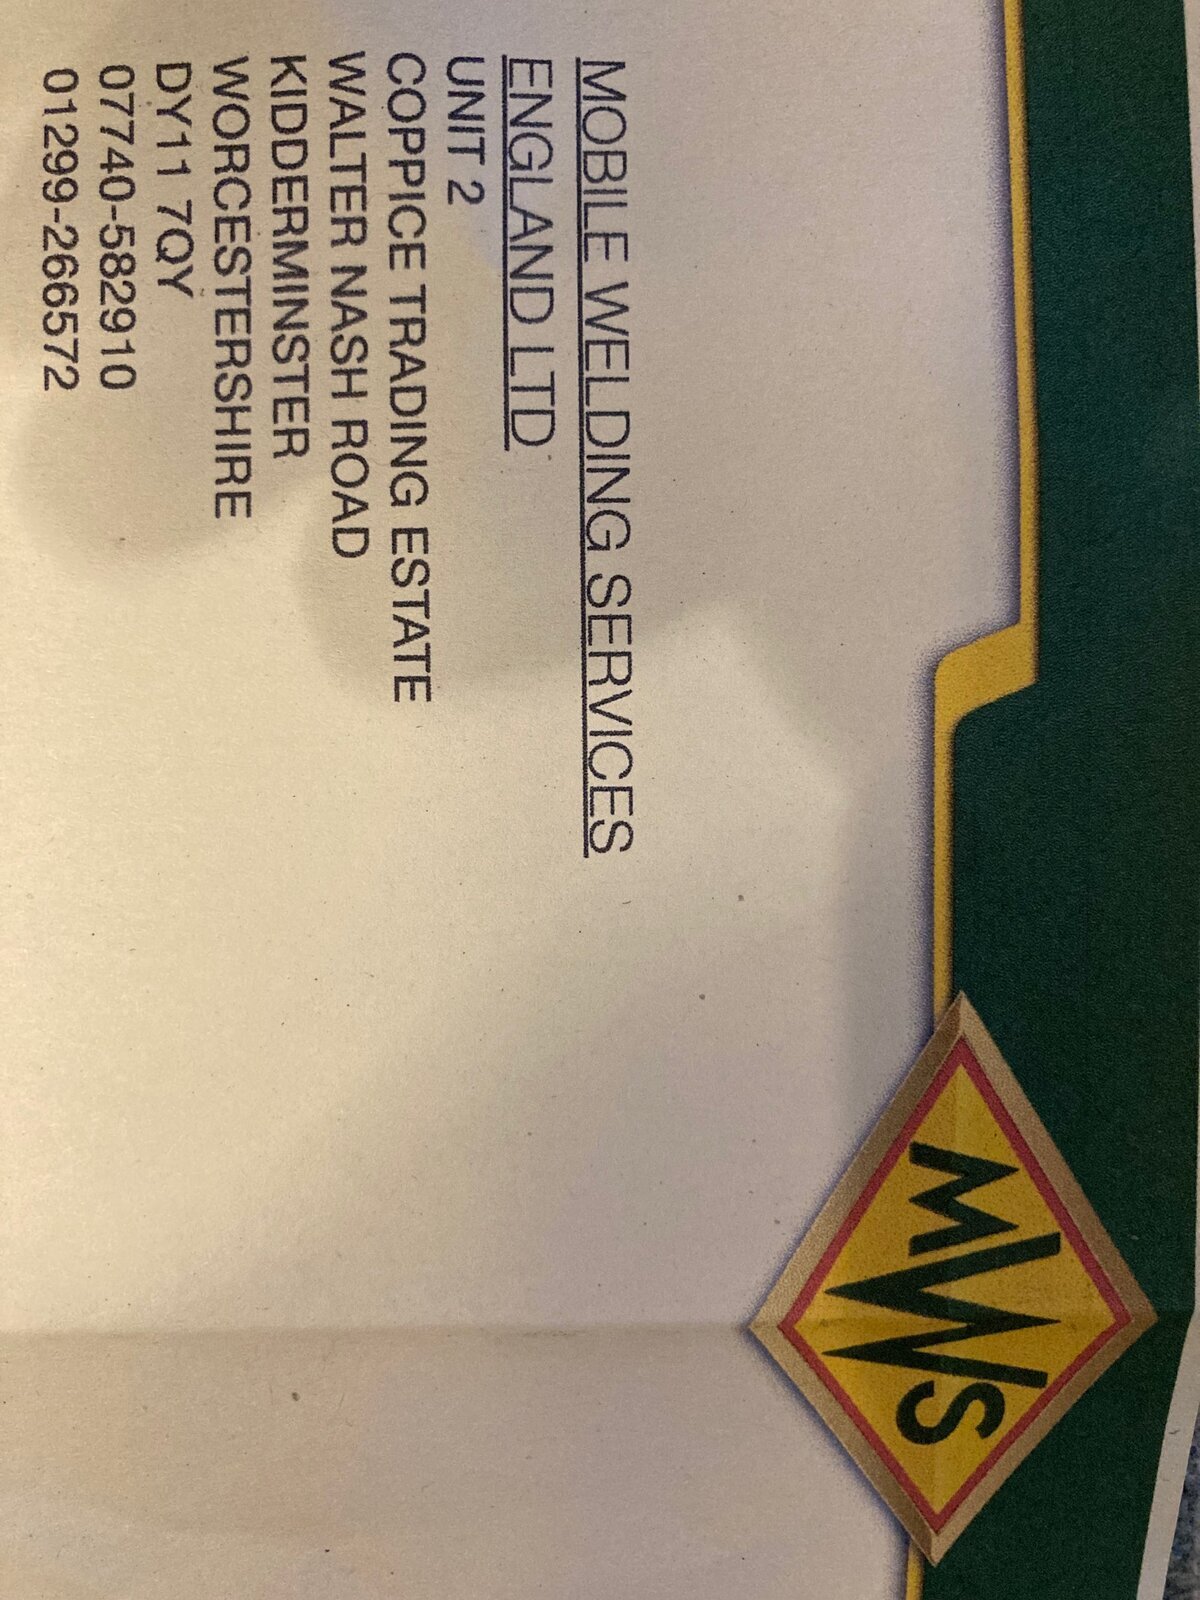 MWS
MOBILE WELDING SERVICES
ENGLAND LTD
UNIT 2
COPPICE TRADING ESTATE
WALTER NASH ROAD
KIDDERMINSTER
WORCESTERSHIRE
DY11 7QY
07740-582910
01299-266572